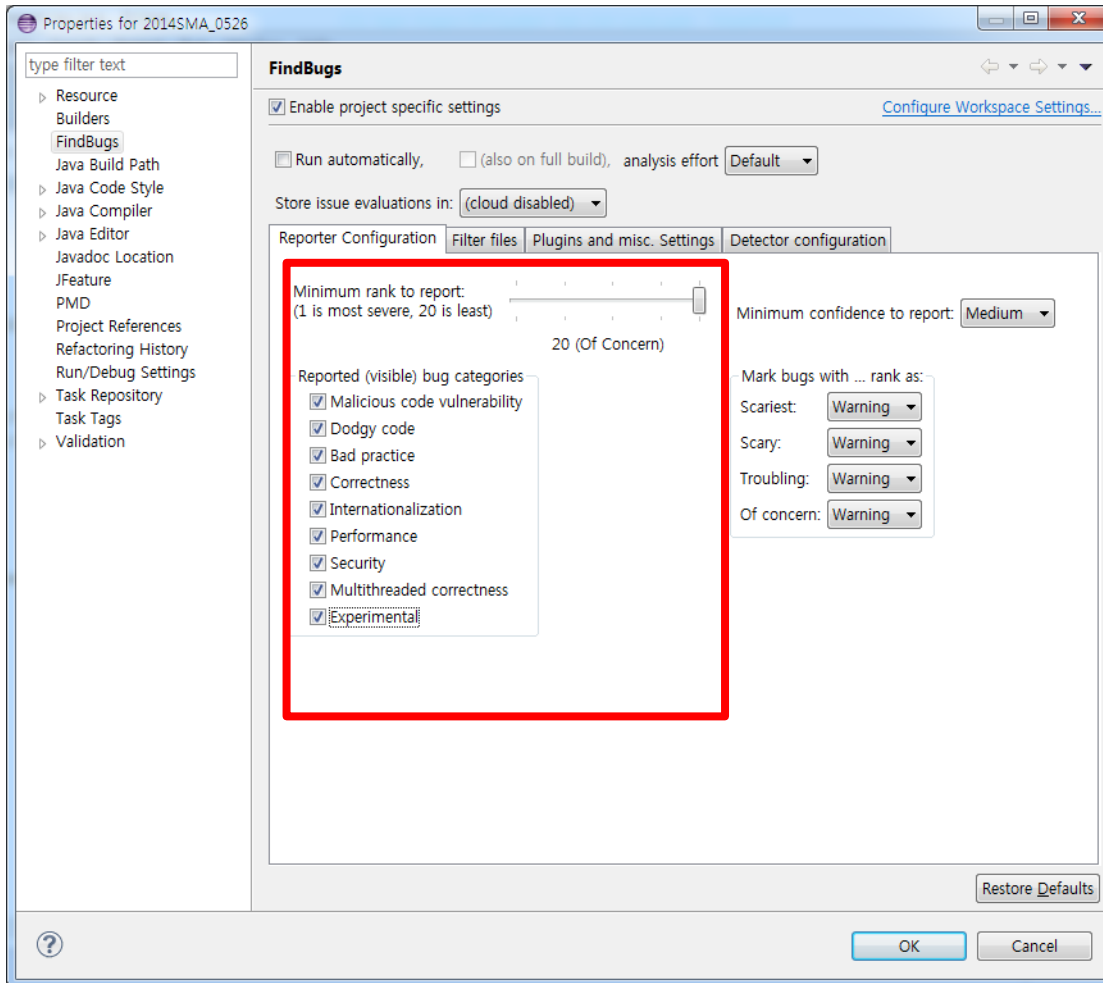 Properties for 2014SMA_0526
type filter text
Resource
Builders
FindBugs
Java Build Path
Java Code Style
Java Compiler
Java Editor
Javadoc Location
JFeature
PMD
Project References
Refactoring History
Run/Debug Settings
Task Repository
Task Tags
Validation
FindBugs
Enable project specific settings
Configure Workspace Settings...
Run automatically, (also on full build), analysis effort Default
Store issue evaluations in: (cloud disabled)
Reporter Configuration Filter files Plugins and misc. Settings Detector configuration
Minimum rank to report:
(1 is most severe, 20 is least)
20 (Of Concern)
Minimum confidence to report: Medium
Reported (visible) bug categories
Malicious code vulnerability
Dodgy code
Bad practice
Correctness
Internationalization
Performance
Security
Multithreaded correctness
Experimental
Mark bugs with ... rank as:
Scariest: Warning
Scary: Warning
Troubling: Warning
Of concern: Warning
Restore Defaults
?
OK Cancel